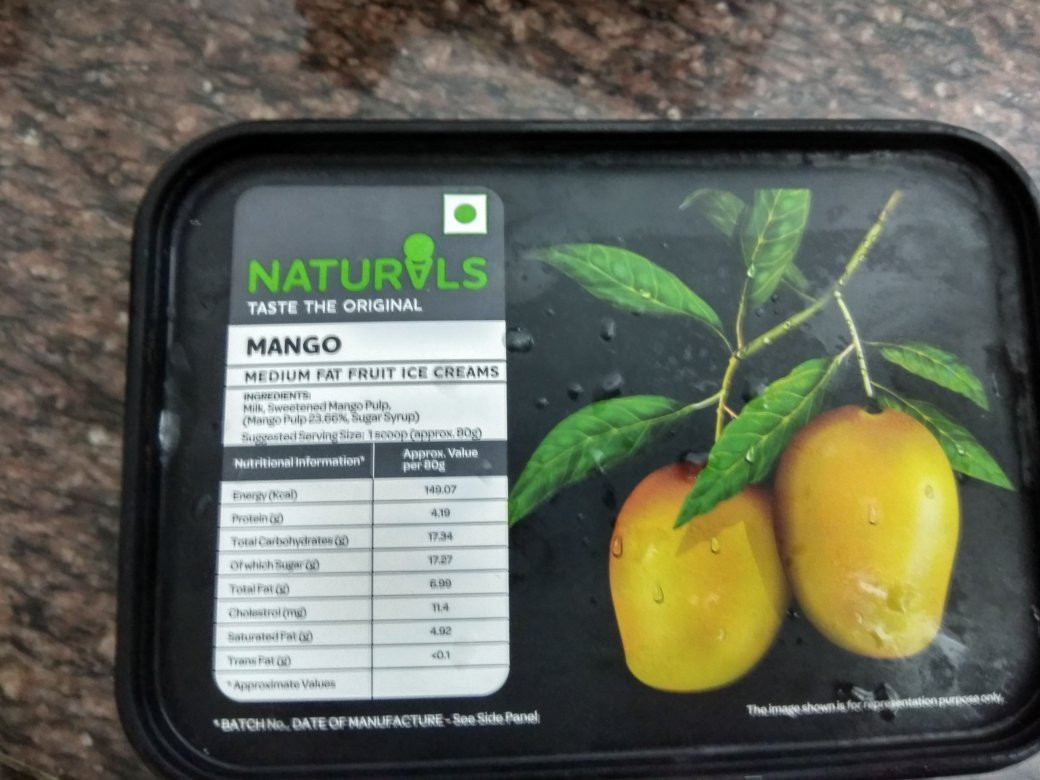 NATURALS
TASTE THE ORIGINAL
MANGO
MEDIUM FAT FRUIT ICE CREAMS
INGREDIENTS:
Milk, Sweetened Mango Pulp,
(Mango Pulp 23.66%, Sugar Syrup)
Suggested Serving Size: 1 scoop (approx. 80g)
Nutritional Information* Approx. Value
per 80g
Energy (Kcal) 149.07
Protein (g) 4.19
Total Carbohydrates (g) 17.34
Of which Sugar (g) 17.27
Total Fat (g) 6.99
Cholestrol (mg) 11.4
Saturated Fat (g) 4.92
Trans Fat (g) <0.1
* Approximate Values
*BATCH No., DATE OF MANUFACTURE - See Side Panel
The image shown is for representation purpose only.